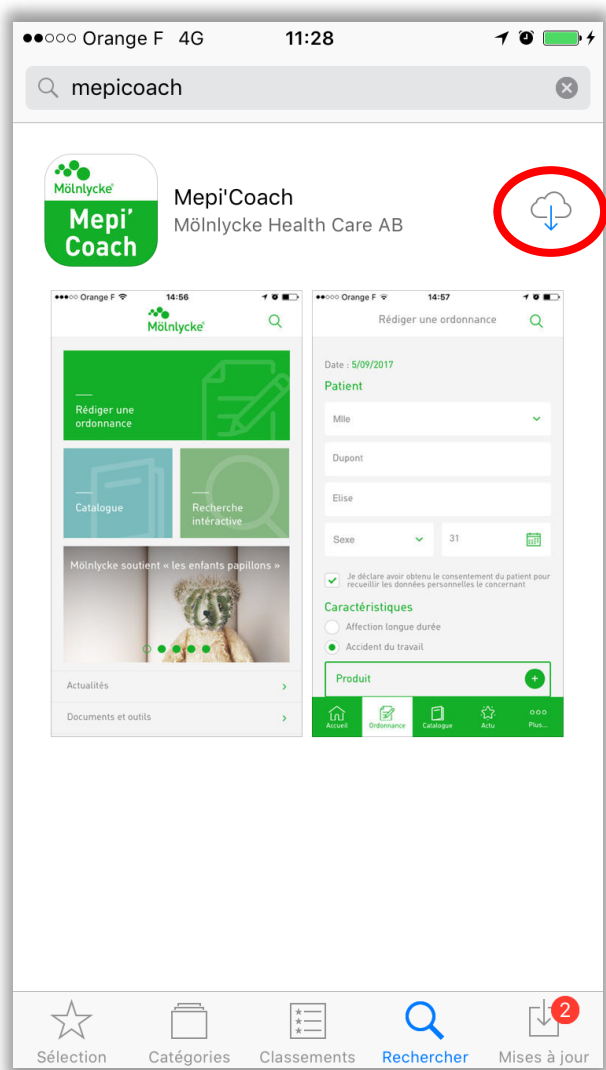 Orange F 4G 11:28
mepicoach
Mölnlycke®
Mepi’
Coach
Mepi'Coach
Mölnlycke Health Care AB
Orange F 14:56
Mölnlycke®
Rédiger une
ordonnance
Catalogue
Recherche
intéractive
Mölnlycke soutient « les enfants papillons »
Actualités
Documents et outils
Orange F 14:57
Rédiger une ordonnance
Date : 5/09/2017
Patient
Mlle
Dupont
Elise
Sexe 31
Je déclare avoir obtenu le consentement du patient pour
recueillir les données personnelles le concernant
Caractéristiques
Affection longue durée
Accident du travail
Produit
Accueil Ordonnance Catalogue Actu Plus...
2
Sélection Catégories Classements Rechercher Mises à jour